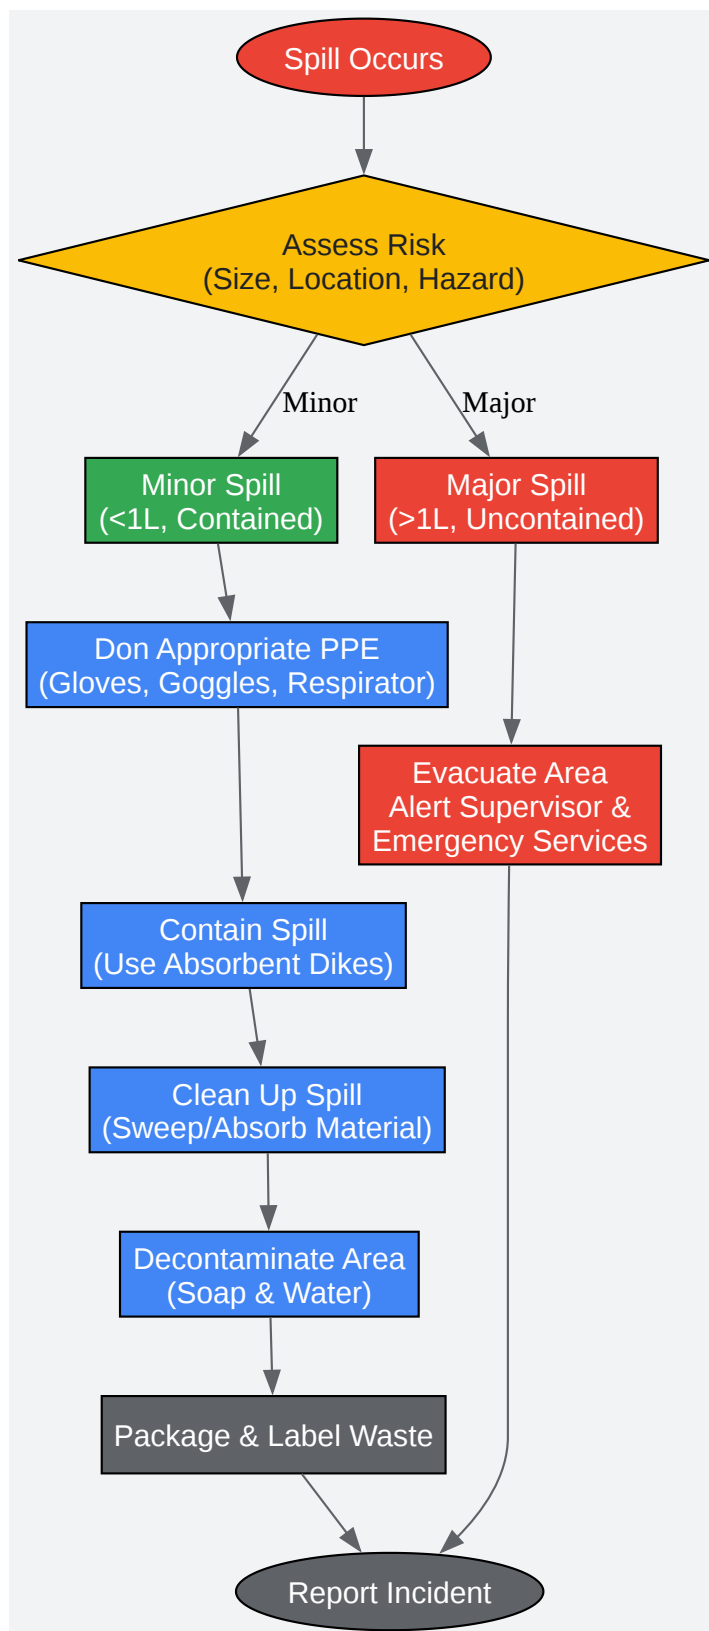 Spill Occurs
Assess Risk
(Size, Location, Hazard)
Minor
Major
Minor Spill
(<1L, Contained)
Major Spill
(>1L, Uncontained)
Don Appropriate PPE
(Gloves, Goggles, Respirator)
Evacuate Area
Alert Supervisor &
Emergency Services
Contain Spill
(Use Absorbent Dikes)
Clean Up Spill
(Sweep/Absorb Material)
Decontaminate Area
(Soap & Water)
Package & Label Waste
Report Incident